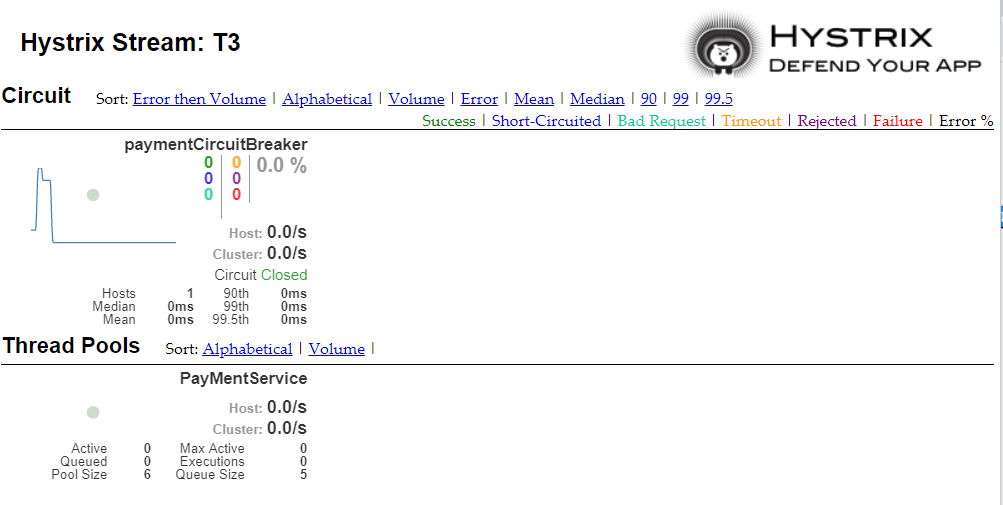 Hystrix Stream: T3
HYSTRIX
DEFEND YOUR APP
Circuit Sort: Error then Volume | Alphabetical | Volume | Error | Mean | Median | 90 | 99 | 99.5
Success | Short-Circuited | Bad Request | Timeout | Rejected | Failure | Error %
paymentCircuitBreaker
0 0 0.0 %
0 0
0 0
Host: 0.0/s
Cluster: 0.0/s
Circuit Closed
Hosts 1 90th 0ms
Median 0ms 99th 0ms
Mean 0ms 99.5th 0ms
Thread Pools Sort: Alphabetical | Volume |
PayMentService
Host: 0.0/s
Cluster: 0.0/s
Active 0 Max Active 0
Queued 0 Executions 0
Pool Size 6 Queue Size 5